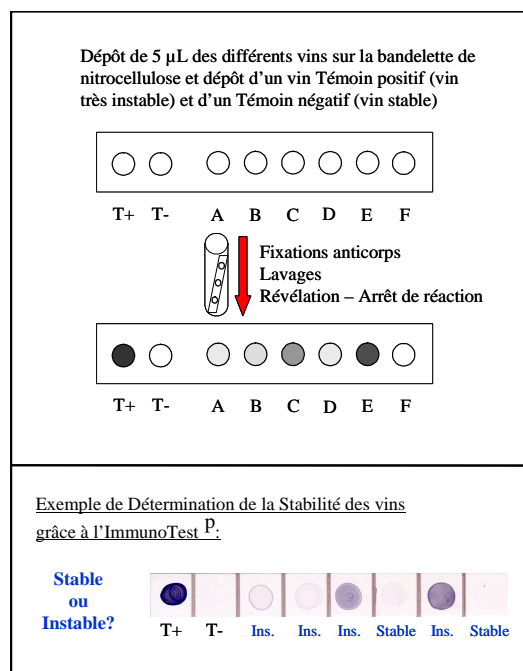 Dépôt de 5 µL des différents vins sur la bandelette de
nitrocellulose et dépôt d'un vin Témoin positif (vin
très instable) et d'un Témoin négatif (vin stable)
T+ T- A B C D E F
Fixations anticorps
Lavages
Révélation – Arrêt de réaction
T+ T- A B C D E F
Exemple de Détermination de la Stabilité des vins
grâce à l'ImmunoTest P:
Stable
ou
Instable?
T+ T- Ins. Ins. Ins. Stable Ins. Stable